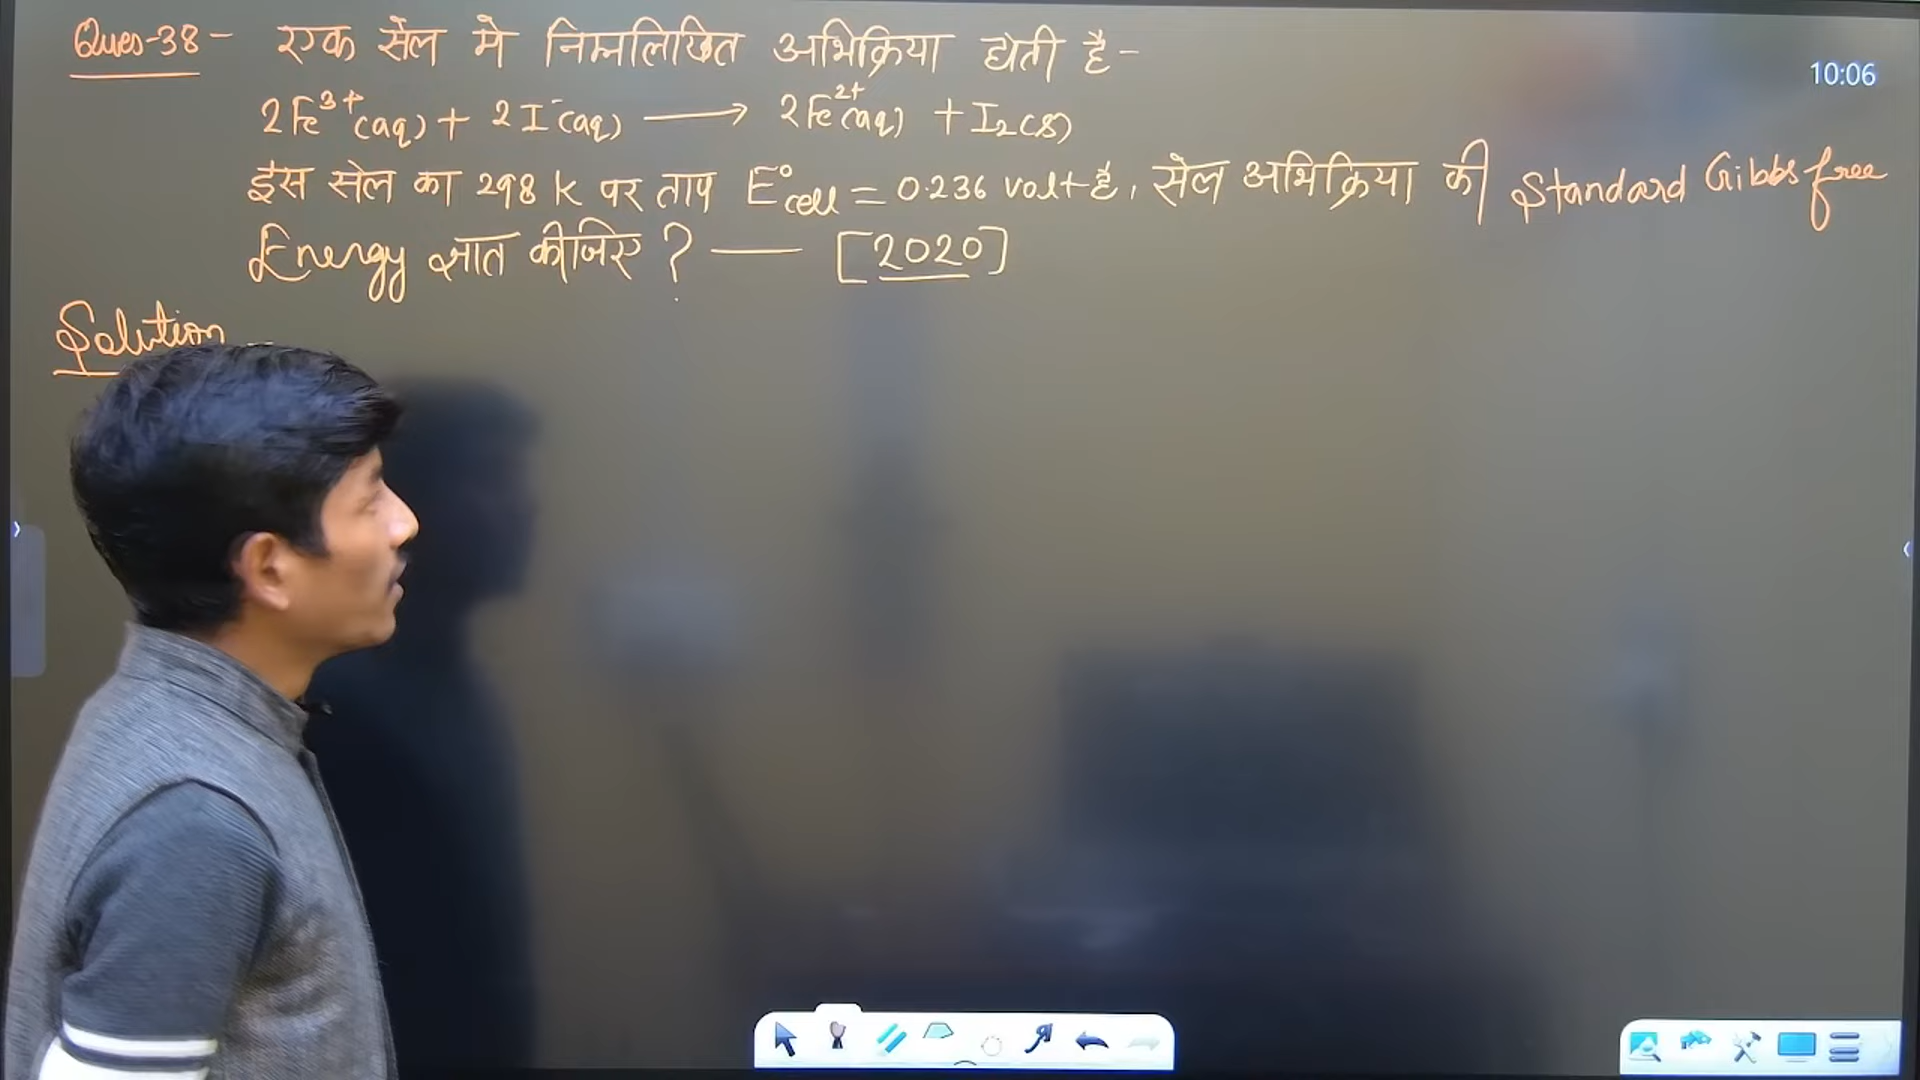 Ques-38- एक सेल मे निम्नलिखित अभिक्रिया होती है-
10:06
2Fe³⁺(aq) + 2I⁻(aq) ⟶ 2Fe²⁺(aq) + I₂(s)
इस सेल का 298 K पर ताप E°cell = 0.236 volt है, सेल अभिक्रिया की Standard Gibbs free
Energy ज्ञात कीजिए ? — [2020]
Solution